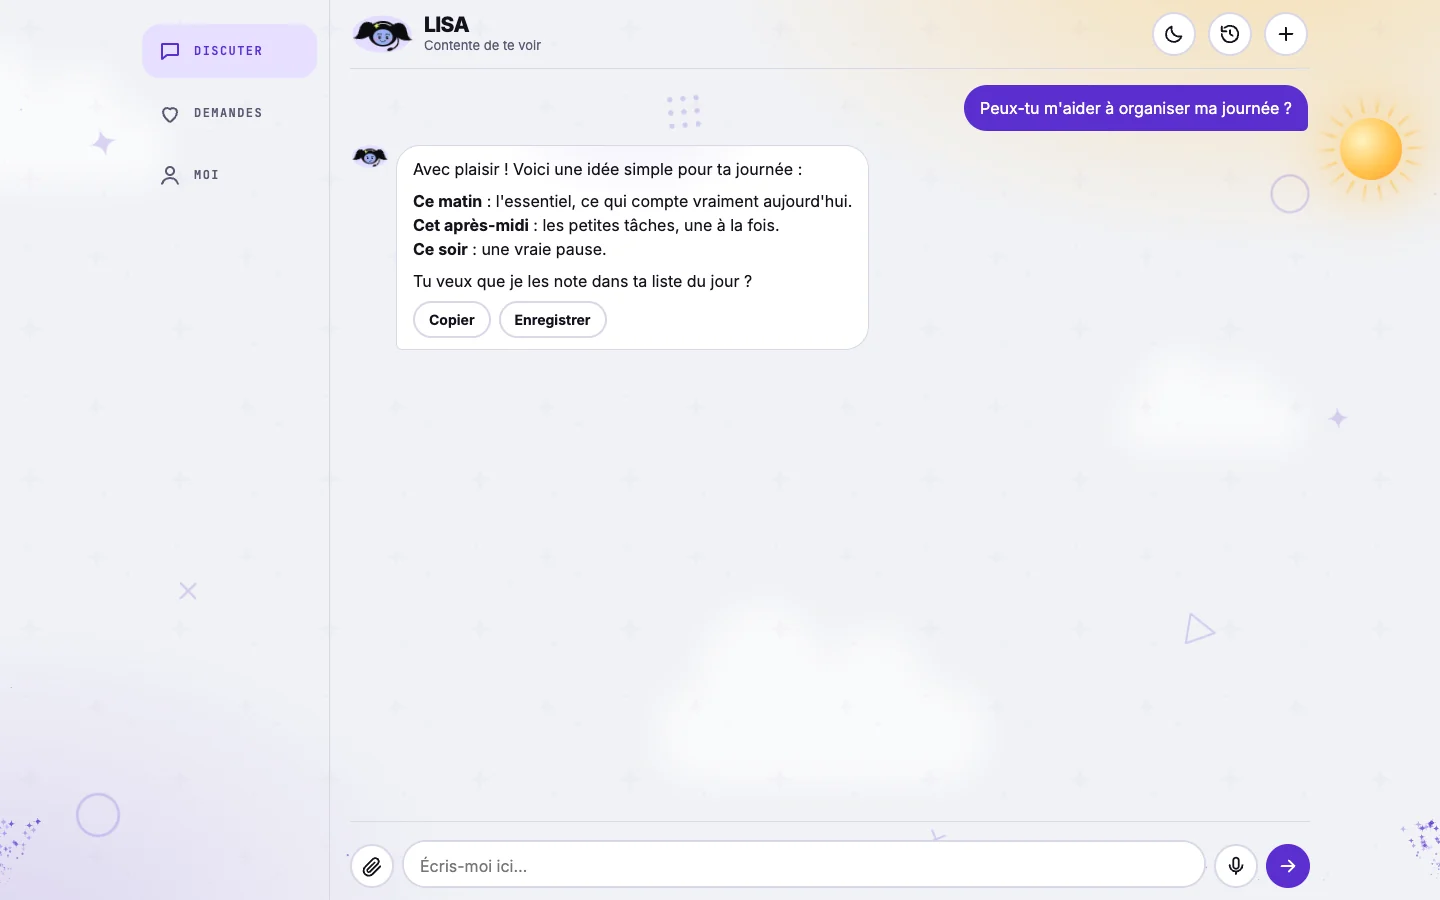 DISCUTER
DEMANDES
MOI
LISA
Contente de te voir
Peux-tu m'aider à organiser ma journée ?
Avec plaisir ! Voici une idée simple pour ta journée :
Ce matin : l'essentiel, ce qui compte vraiment aujourd'hui.
Cet après-midi : les petites tâches, une à la fois.
Ce soir : une vraie pause.
Tu veux que je les note dans ta liste du jour ?
Copier
Enregistrer
Écris-moi ici...